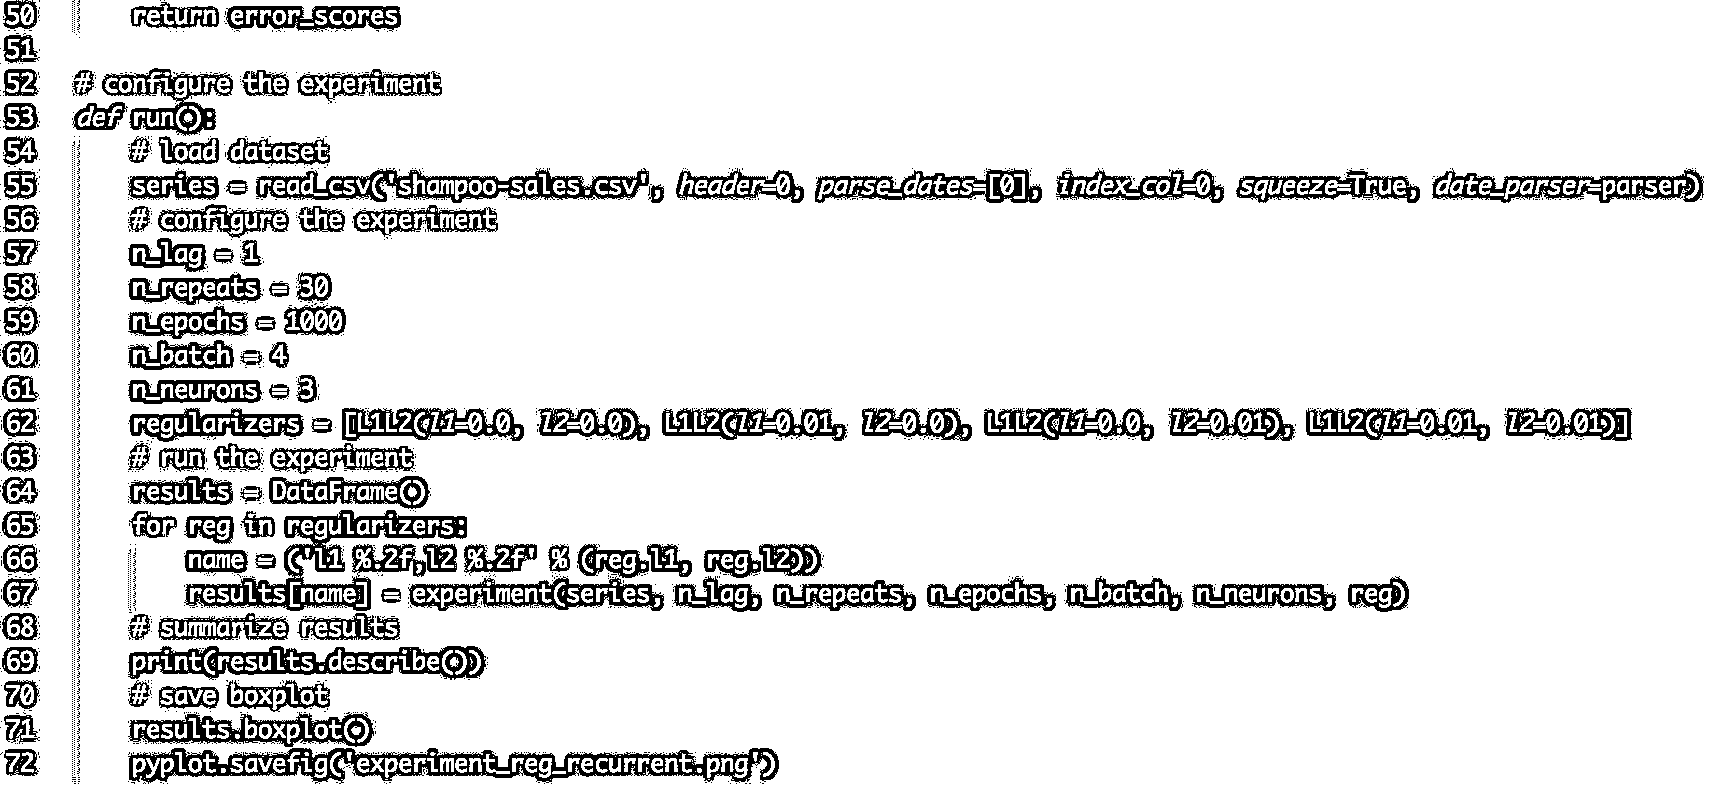 50 return error_scores
51
52 # configure the experiment
53 def run():
54 # load dataset
55 series = read_csv('shampoo-sales.csv', header=0, parse_dates=[0], index_col=0, squeeze=True, date_parser=parser)
56 # configure the experiment
57 n_lag = 1
58 n_repeats = 30
59 n_epochs = 1000
60 n_batch = 4
61 n_neurons = 3
62 regularizers = [L1L2(l1=0.0, l2=0.0), L1L2(l1=0.01, l2=0.0), L1L2(l1=0.0, l2=0.01), L1L2(l1=0.01, l2=0.01)]
63 # run the experiment
64 results = DataFrame()
65 for reg in regularizers:
66 name = ('l1 %.2f,l2 %.2f' % (reg.l1, reg.l2))
67 results[name] = experiment(series, n_lag, n_repeats, n_epochs, n_batch, n_neurons, reg)
68 # summarize results
69 print(results.describe())
70 # save boxplot
71 results.boxplot()
72 pyplot.savefig('experiment_reg_recurrent.png')